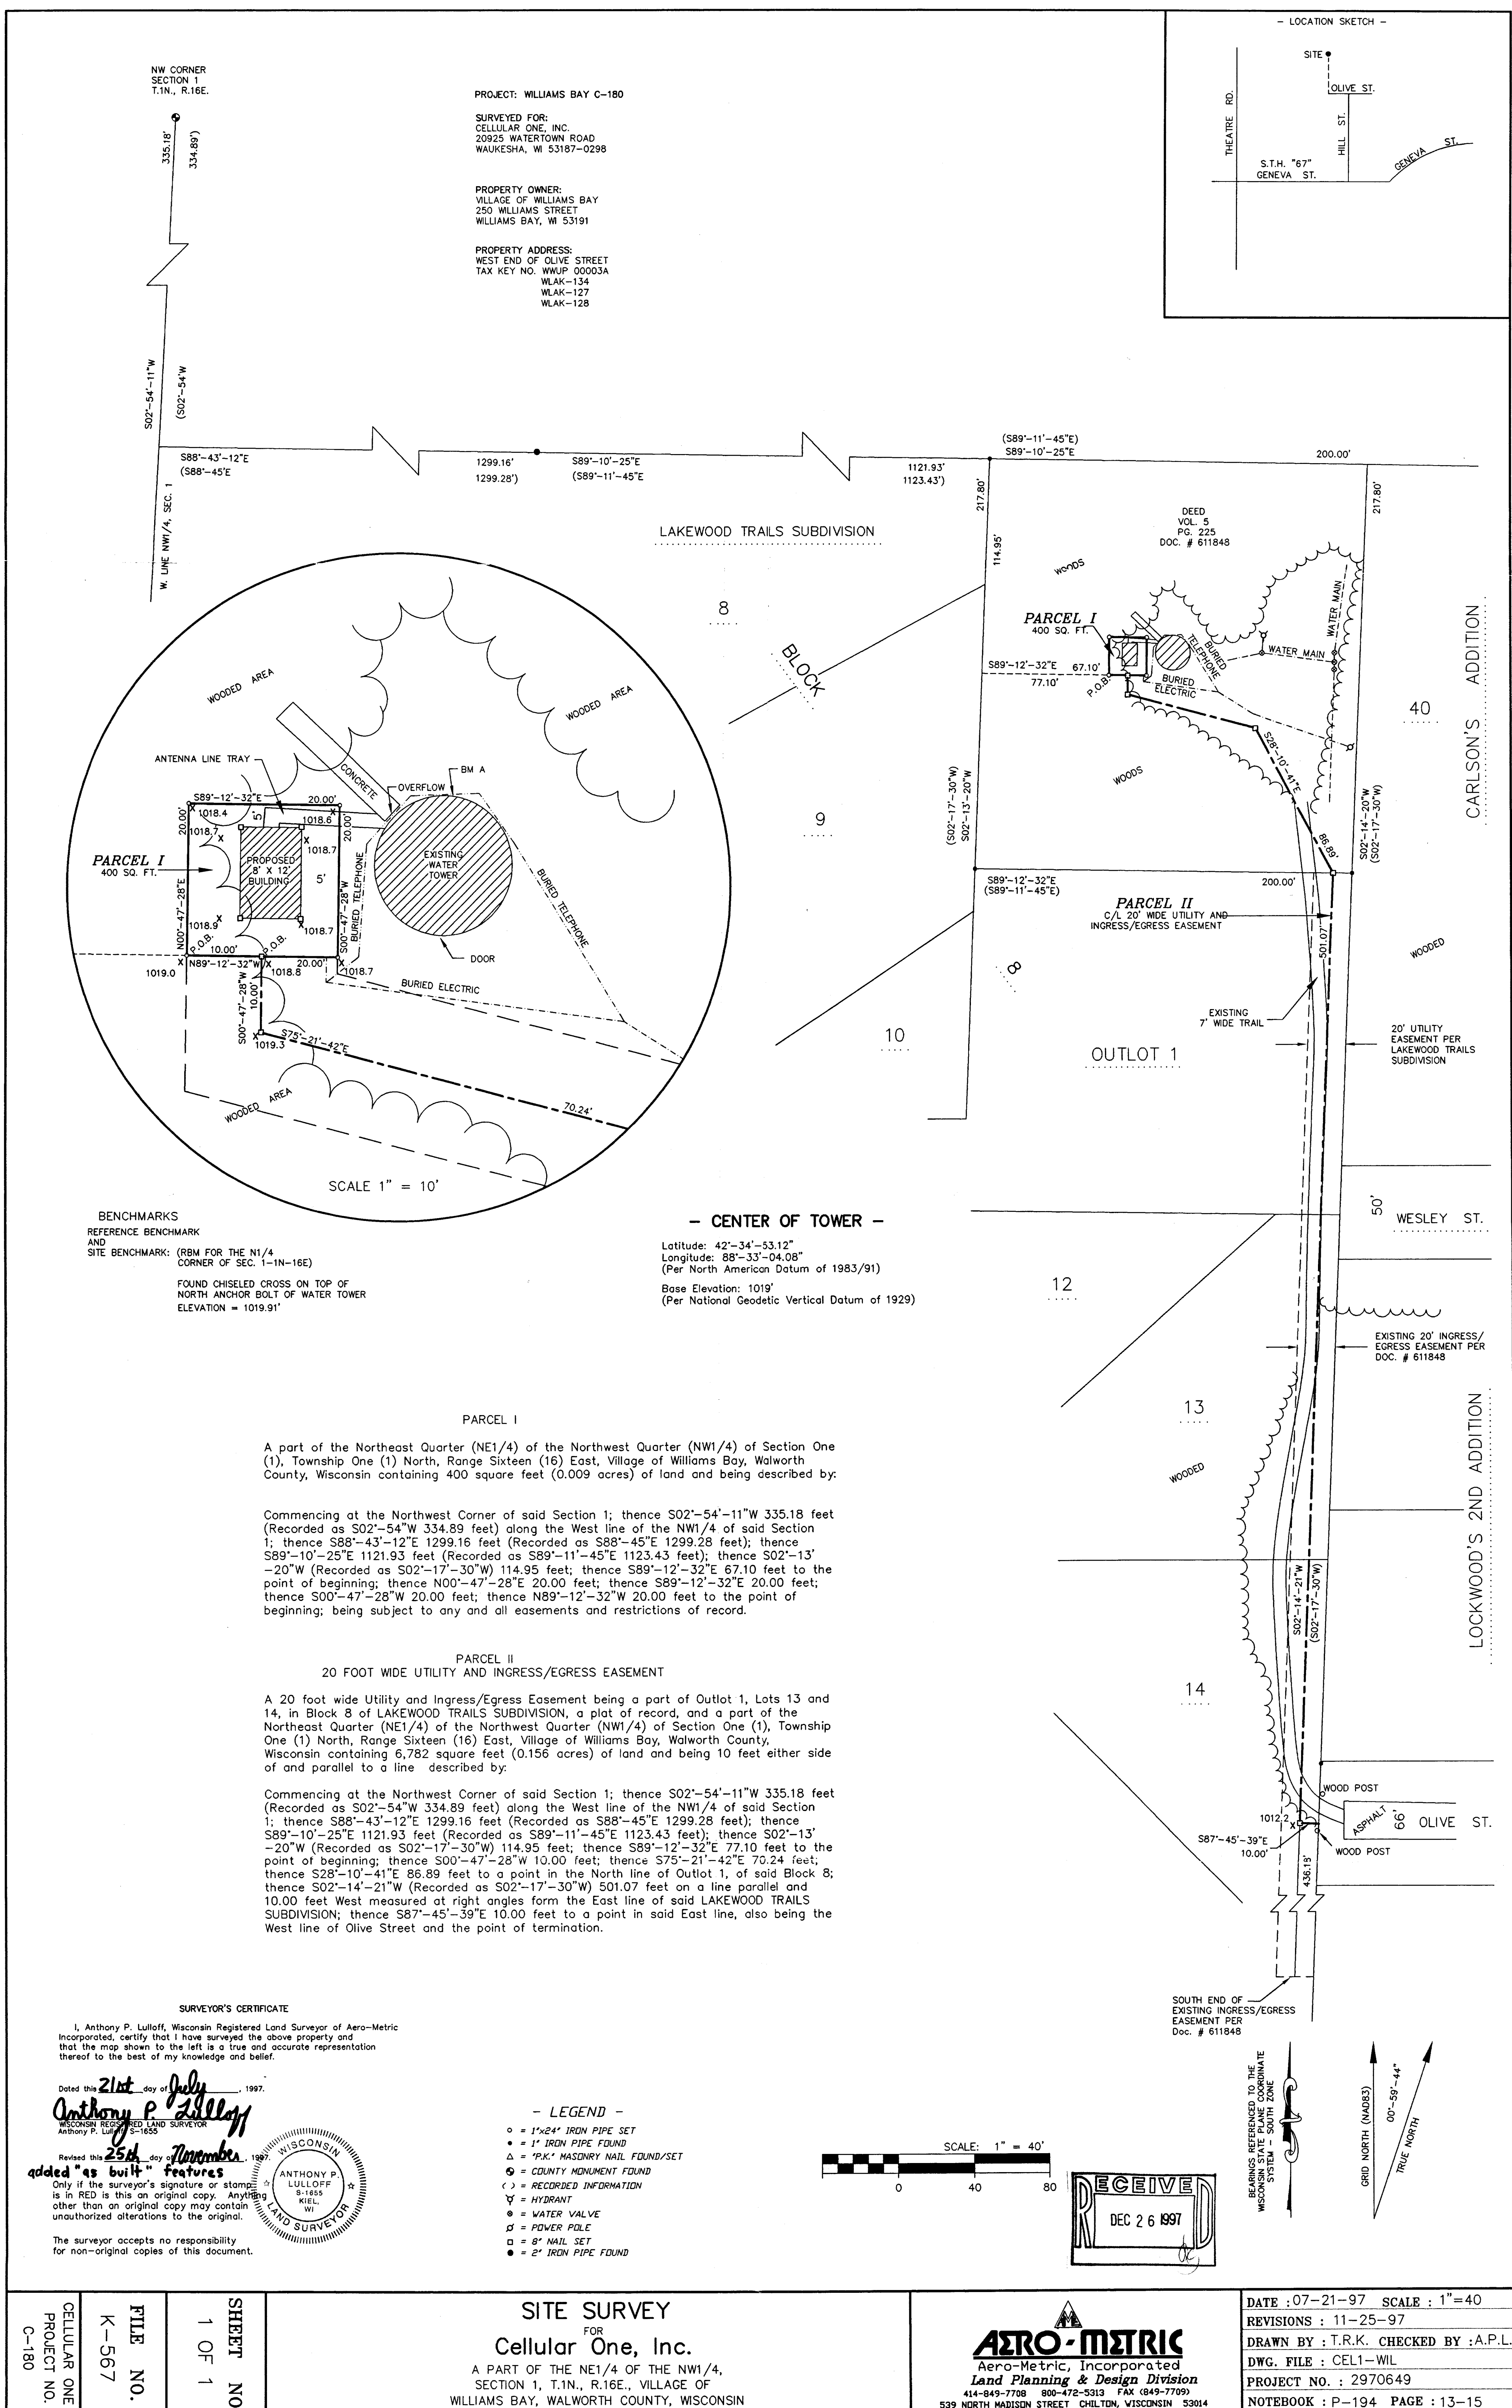 – LOCATION SKETCH –
SITE
OLIVE ST.
THEATRE RD.
HILL ST.
S.T.H. "67"
GENEVA ST.
GENEVA ST.
NW CORNER
SECTION 1
T.1N., R.16E.
335.18'
334.89')
PROJECT: WILLIAMS BAY C-180
SURVEYED FOR:
CELLULAR ONE, INC.
20925 WATERTOWN ROAD
WAUKESHA, WI 53187-0298
PROPERTY OWNER:
VILLAGE OF WILLIAMS BAY
250 WILLIAMS STREET
WILLIAMS BAY, WI 53191
PROPERTY ADDRESS:
WEST END OF OLIVE STREET
TAX KEY NO. WWUP 00003A
WLAK-134
WLAK-127
WLAK-128
S02°-54'-11"W
(S02°-54'W
W. LINE NW1/4, SEC. 1
S88°-43'-12"E
(S88°-45'E
1299.16'
1299.28')
S89°-10'-25"E
(S89°-11'-45"E
1121.93'
1123.43')
(S89°-11'-45"E)
S89°-10'-25"E
200.00'
217.80'
217.80'
114.95'
LAKEWOOD TRAILS SUBDIVISION
DEED
VOL. 5
PG. 225
DOC. # 611848
WOODS
8
BLOCK
8
9
10
PARCEL I
400 SQ. FT.
S89°-12'-32"E 67.10'
77.10'
P.O.B.
BURIED TELEPHONE
BURIED ELECTRIC
WATER MAIN
WATER MAIN
S28°-10'-41"E
86.89'
WOODS
(S02°-17'-30"W)
S02°-13'-20"W
S02°-14'-20"W
(S02°-17'-30"W)
40
CARLSON'S ADDITION
S89°-12'-32"E
(S89°-11'-45"E)
200.00'
PARCEL II
C/L 20' WIDE UTILITY AND
INGRESS/EGRESS EASEMENT
501.07'
WOODED
EXISTING
7' WIDE TRAIL
OUTLOT 1
20' UTILITY
EASEMENT PER
LAKEWOOD TRAILS
SUBDIVISION
50'
WESLEY ST.
12
EXISTING 20' INGRESS/
EGRESS EASEMENT PER
DOC. # 611848
13
WOODED
LOCKWOOD'S 2ND ADDITION
S02°-14'-21"W
(S02°-17'-30"W)
14
WOOD POST
ASPHALT
66'
OLIVE ST.
1012.2
S87°-45'-39"E
10.00'
WOOD POST
436.18'
SOUTH END OF
EXISTING INGRESS/EGRESS
EASEMENT PER
Doc. # 611848
WOODED AREA
WOODED AREA
ANTENNA LINE TRAY
CONCRETE
OVERFLOW
BM A
S89°-12'-32"E
20.00'
20.00'
1018.4
5'
1018.6
20.00'
1018.7
1018.7
PARCEL I
400 SQ. FT.
PROPOSED
8' X 12'
BUILDING
5'
EXISTING
WATER
TOWER
BURIED TELEPHONE
BURIED TELEPHONE
N00°-47'-28"E
S00°-47'-28"W
1018.9
1018.7
P.O.B.
10.00'
P.O.B.
DOOR
N89°-12'-32"W
20.00'
1019.0
1018.8
1018.7
BURIED ELECTRIC
S00°-47'-28"W
10.00'
1019.3
S75°-21'-42"E
70.24'
WOODED AREA
SCALE 1" = 10'
BENCHMARKS
REFERENCE BENCHMARK
AND
SITE BENCHMARK: (RBM FOR THE N1/4
CORNER OF SEC. 1-1N-16E)
FOUND CHISELED CROSS ON TOP OF
NORTH ANCHOR BOLT OF WATER TOWER
ELEVATION = 1019.91'
– CENTER OF TOWER –
Latitude: 42°-34'-53.12"
Longitude: 88°-33'-04.08"
(Per North American Datum of 1983/91)
Base Elevation: 1019'
(Per National Geodetic Vertical Datum of 1929)
PARCEL I
A part of the Northeast Quarter (NE1/4) of the Northwest Quarter (NW1/4) of Section One
(1), Township One (1) North, Range Sixteen (16) East, Village of Williams Bay, Walworth
County, Wisconsin containing 400 square feet (0.009 acres) of land and being described by:
Commencing at the Northwest Corner of said Section 1; thence S02°-54'-11"W 335.18 feet
(Recorded as S02°-54"W 334.89 feet) along the West line of the NW1/4 of said Section
1; thence S88°-43'-12"E 1299.16 feet (Recorded as S88°-45"E 1299.28 feet); thence
S89°-10'-25"E 1121.93 feet (Recorded as S89°-11'-45"E 1123.43 feet); thence S02°-13'
-20"W (Recorded as S02°-17'-30"W) 114.95 feet; thence S89°-12'-32"E 67.10 feet to the
point of beginning; thence N00°-47'-28"E 20.00 feet; thence S89°-12'-32"E 20.00 feet;
thence S00°-47'-28"W 20.00 feet; thence N89°-12'-32"W 20.00 feet to the point of
beginning; being subject to any and all easements and restrictions of record.
PARCEL II
20 FOOT WIDE UTILITY AND INGRESS/EGRESS EASEMENT
A 20 foot wide Utility and Ingress/Egress Easement being a part of Outlot 1, Lots 13 and
14, in Block 8 of LAKEWOOD TRAILS SUBDIVISION, a plat of record, and a part of the
Northeast Quarter (NE1/4) of the Northwest Quarter (NW1/4) of Section One (1), Township
One (1) North, Range Sixteen (16) East, Village of Williams Bay, Walworth County,
Wisconsin containing 6,782 square feet (0.156 acres) of land and being 10 feet either side
of and parallel to a line described by:
Commencing at the Northwest Corner of said Section 1; thence S02°-54'-11"W 335.18 feet
(Recorded as S02°-54"W 334.89 feet) along the West line of the NW1/4 of said Section
1; thence S88°-43'-12"E 1299.16 feet (Recorded as S88°-45"E 1299.28 feet); thence
S89°-10'-25"E 1121.93 feet (Recorded as S89°-11'-45"E 1123.43 feet); thence S02°-13'
-20"W (Recorded as S02°-17'-30"W) 114.95 feet; thence S89°-12'-32"E 77.10 feet to the
point of beginning; thence S00°-47'-28"W 10.00 feet; thence S75°-21'-42"E 70.24 feet;
thence S28°-10'-41"E 86.89 feet to a point in the North line of Outlot 1, of said Block 8;
thence S02°-14'-21"W (Recorded as S02°-17'-30"W) 501.07 feet on a line parallel and
10.00 feet West measured at right angles form the East line of said LAKEWOOD TRAILS
SUBDIVISION; thence S87°-45'-39"E 10.00 feet to a point in said East line, also being the
West line of Olive Street and the point of termination.
SURVEYOR'S CERTIFICATE
I, Anthony P. Lulloff, Wisconsin Registered Land Surveyor of Aero-Metric
Incorporated, certify that I have surveyed the above property and
that the map shown to the left is a true and accurate representation
thereof to the best of my knowledge and belief.
Dated this 21st day of July, 1997.
Anthony P. Lulloff
WISCONSIN REGISTERED LAND SURVEYOR
Anthony P. Lulloff S-1655
Revised this 25th day of November, 1997.
added "as built" features
Only if the surveyor's signature or stamp
is in RED is this an original copy. Anything
other than an original copy may contain
unauthorized alterations to the original.
The surveyor accepts no responsibility
for non-original copies of this document.
WISCONSIN
ANTHONY P.
LULLOFF
S-1655
KIEL,
WI
LAND SURVEYOR
– LEGEND –
= 1"x24" IRON PIPE SET
= 1" IRON PIPE FOUND
= "P.K." MASONRY NAIL FOUND/SET
= COUNTY MONUMENT FOUND
( ) = RECORDED INFORMATION
= HYDRANT
= WATER VALVE
= POWER POLE
= 8" NAIL SET
= 2" IRON PIPE FOUND
SCALE: 1" = 40'
0 40 80
RECEIVED
DEC 26 1997
BEARINGS REFERENCED TO THE
WISCONSIN STATE PLANE COORDINATE
SYSTEM – SOUTH ZONE
GRID NORTH (NAD83)
00°-59'-44"
TRUE NORTH
CELLULAR ONE
PROJECT NO.
C-180
FILE NO.
K-567
SHEET NO
1 OF 1
SITE SURVEY
FOR
Cellular One, Inc.
A PART OF THE NE1/4 OF THE NW1/4,
SECTION 1, T.1N., R.16E., VILLAGE OF
WILLIAMS BAY, WALWORTH COUNTY, WISCONSIN
AERO-METRIC
Aero-Metric, Incorporated
Land Planning & Design Division
414-849-7708 800-472-5313 FAX (849-7709)
539 NORTH MADISON STREET CHILTON, WISCONSIN 53014
DATE : 07-21-97 SCALE : 1"=40
REVISIONS : 11-25-97
DRAWN BY : T.R.K. CHECKED BY : A.P.L.
DWG. FILE : CEL1-WIL
PROJECT NO. : 2970649
NOTEBOOK : P-194 PAGE : 13-15